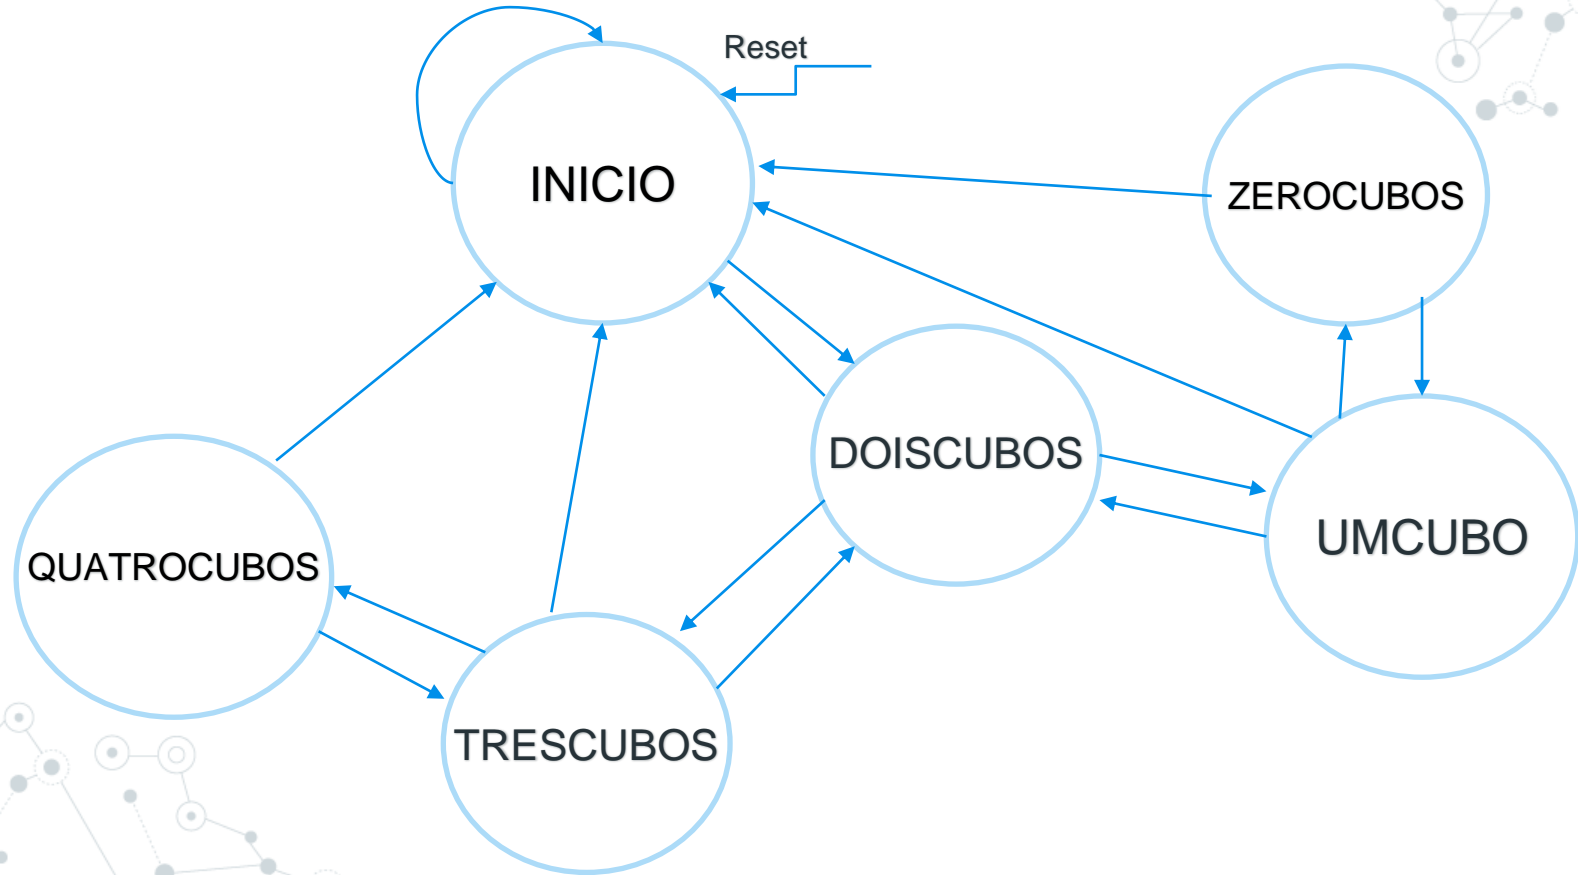 Reset
INICIO
ZEROCUBOS
DOISCUBOS
UMCUBO
QUATROCUBOS
TRESCUBOS